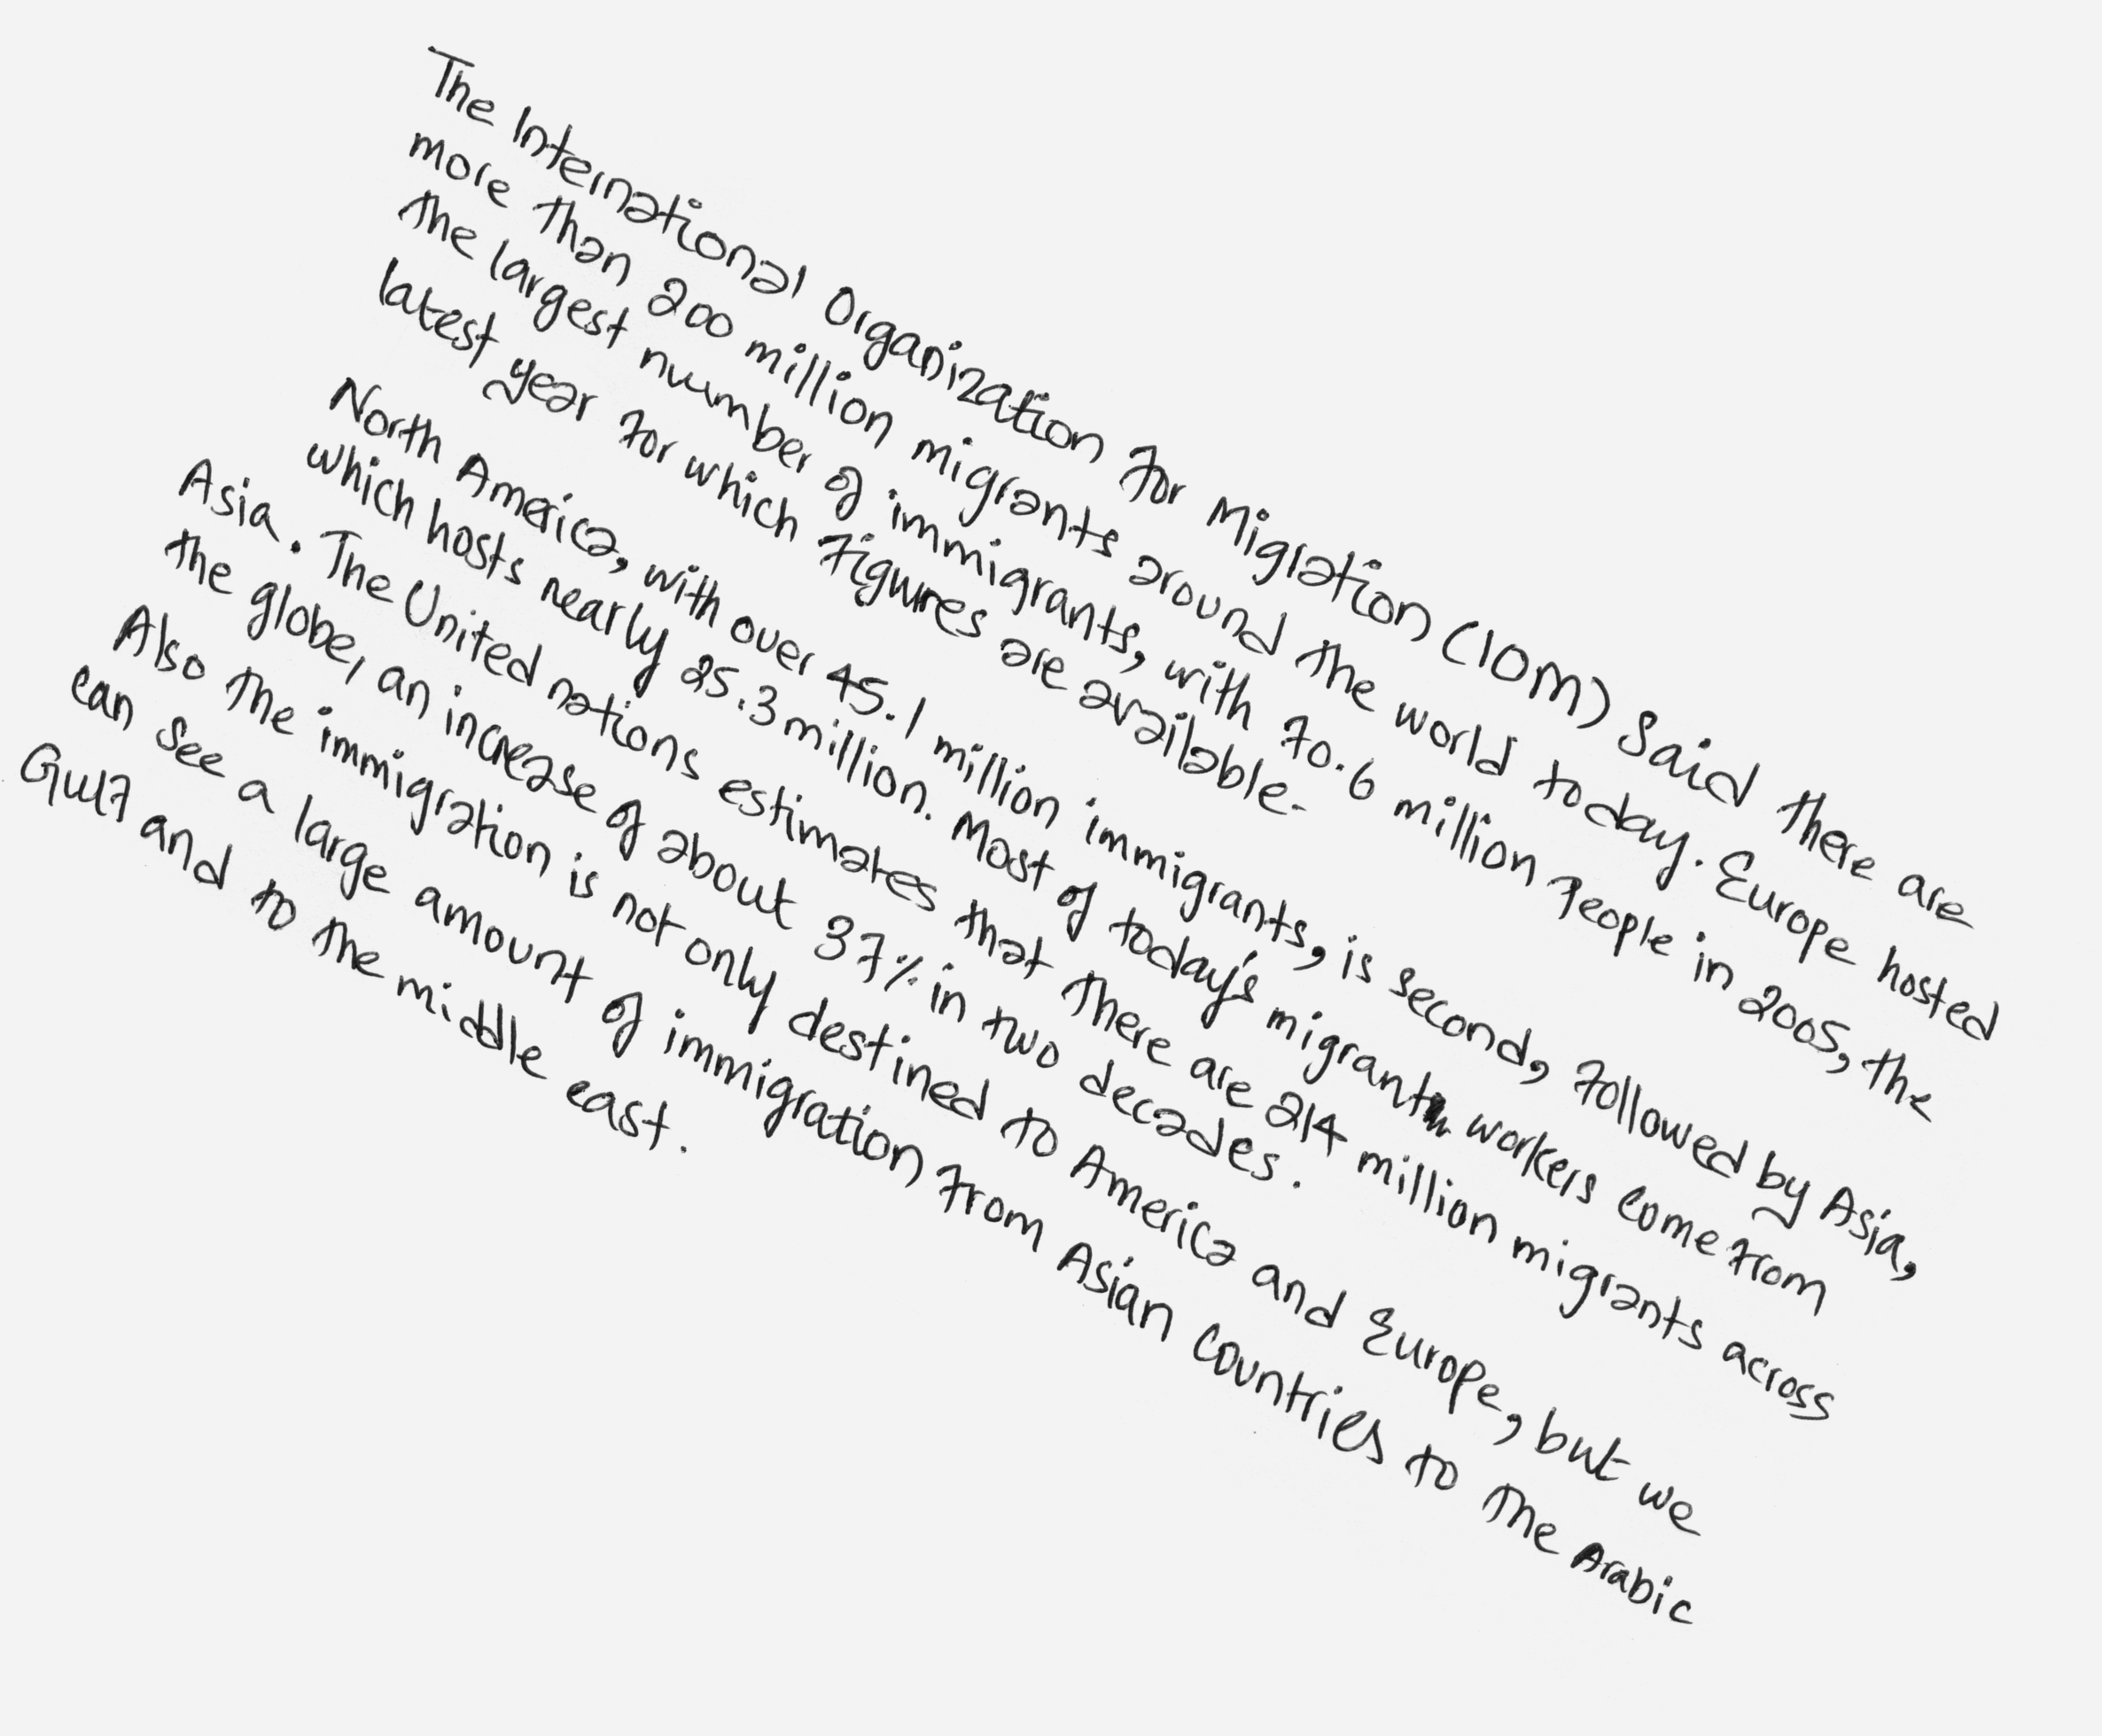 The International Organization for Migration (IOM) said there are
more than 200 million migrants around the world today. Europe hosted
the largest number of immigrants, with 70.6 million people in 2005, the
latest year for which figures are available.
North America, with over 45.1 million immigrants, is second, followed by Asia,
which hosts nearly 25.3 million. Most of today's migrant workers come from
Asia. The United nations estimates that there are 214 million migrants across
the globe, an increase of about 37% in two decades.
Also the immigration is not only destined to America and Europe, but we
can see a large amount of immigration from Asian countries to the Arabic
Gulf and to the middle east.